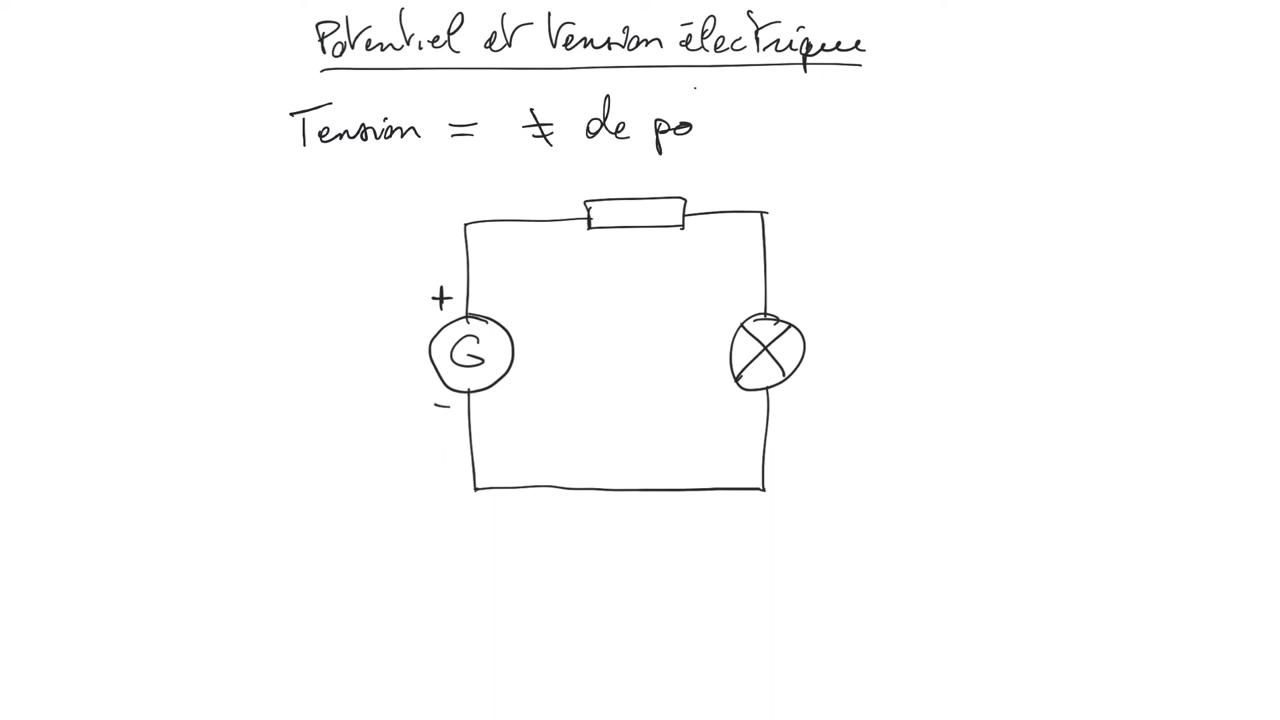 Potentiel et tension électrique
Tension = ≠ de po
+
G
-